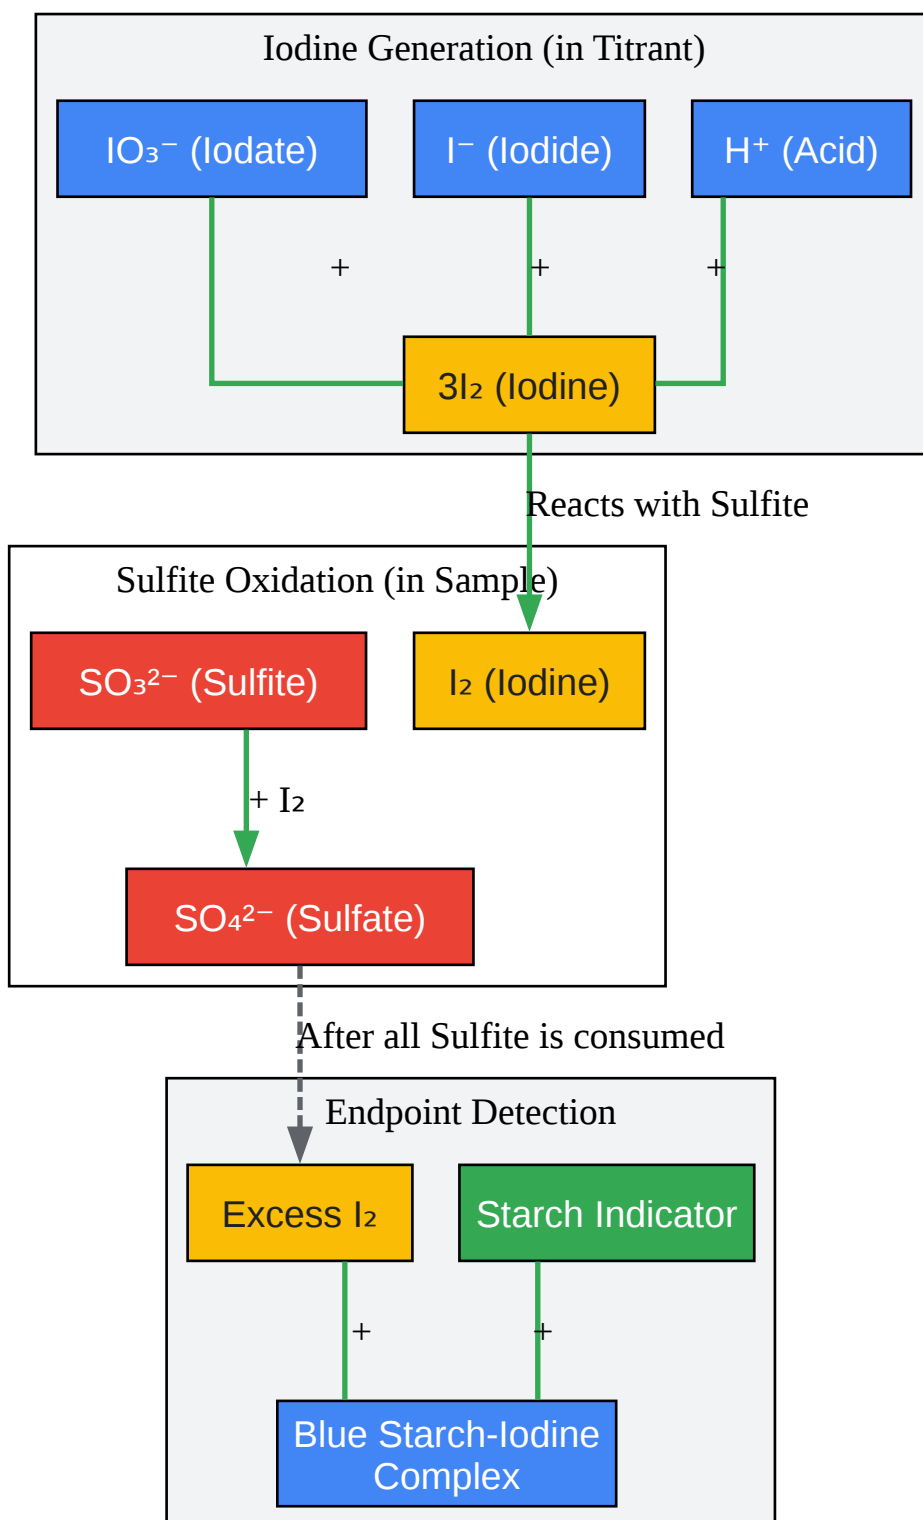 Iodine Generation (in Titrant)
IO₃⁻ (Iodate)
I⁻ (Iodide)
H⁺ (Acid)
+
+
+
3I₂ (Iodine)
Reacts with Sulfite
Sulfite Oxidation (in Sample)
SO₃²⁻ (Sulfite)
I₂ (Iodine)
+ I₂
SO₄²⁻ (Sulfate)
After all Sulfite is consumed
Endpoint Detection
Excess I₂
Starch Indicator
+
+
Blue Starch-Iodine
Complex